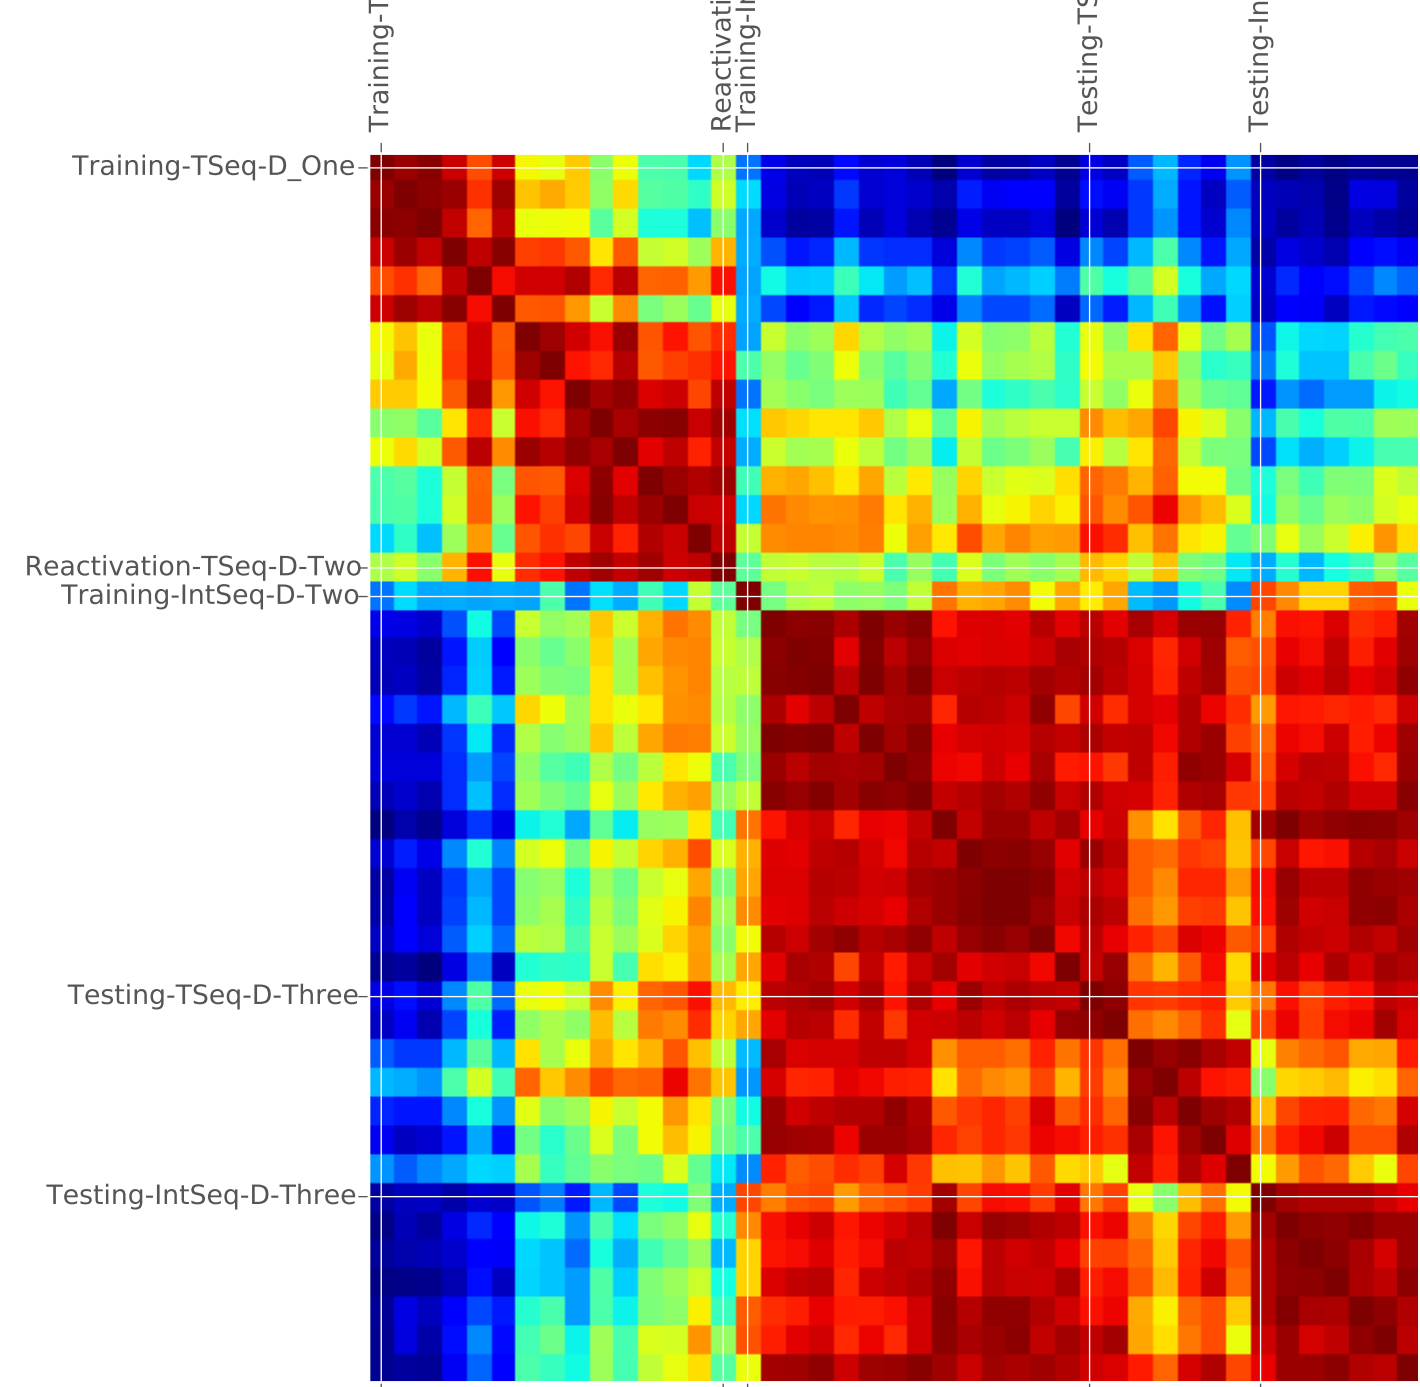 Training-T
Reactivati
Training-In
Testing-TS
Testing-In
Training-TSeq-D_One
Reactivation-TSeq-D-Two
Training-IntSeq-D-Two
Testing-TSeq-D-Three
Testing-IntSeq-D-Three